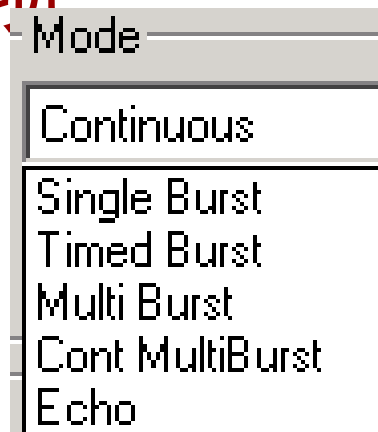 Mode
Continuous
Single Burst
Timed Burst
Multi Burst
Cont MultiBurst
Echo